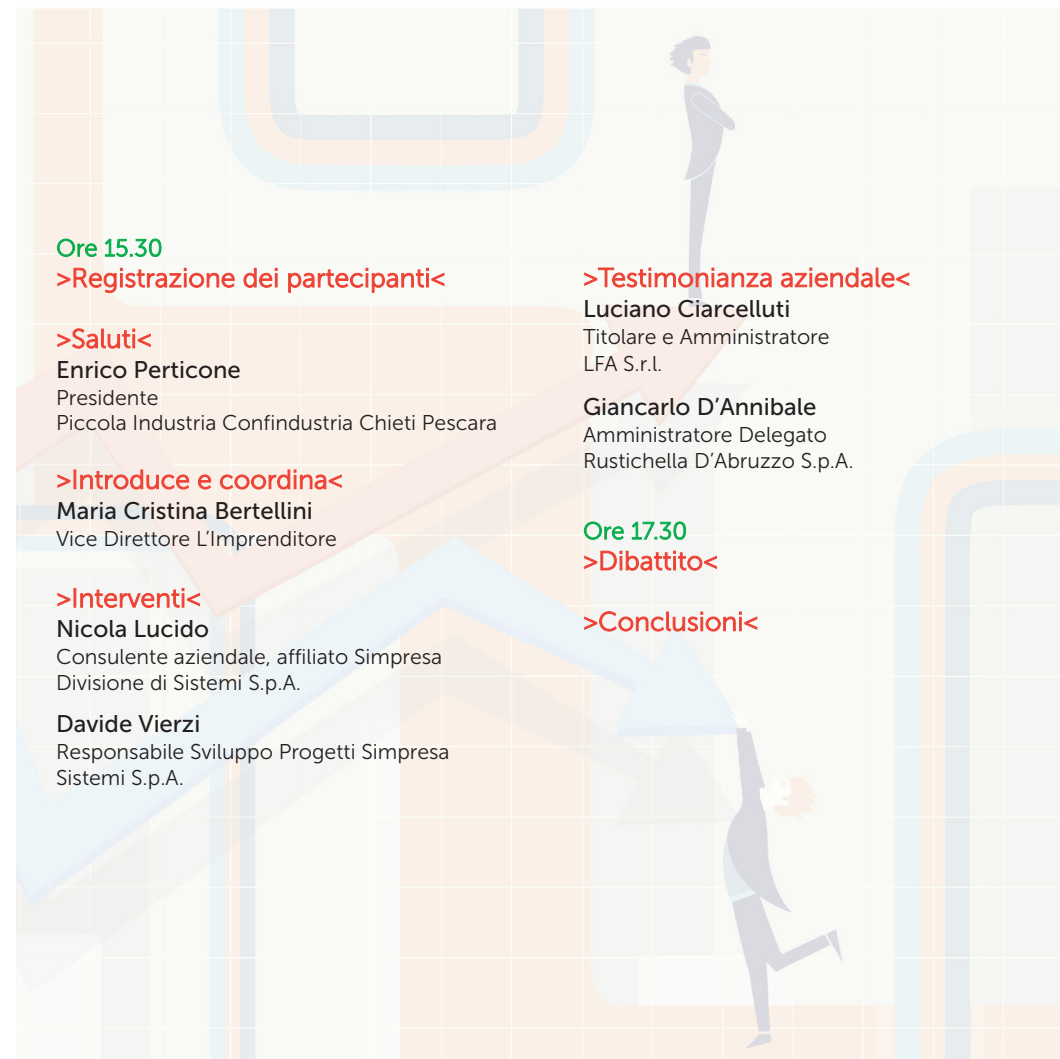 Ore 15.30
>Registrazione dei partecipanti<
>Saluti<
Enrico Perticone
Presidente
Piccola Industria Confindustria Chieti Pescara
>Introduce e coordina<
Maria Cristina Bertellini
Vice Direttore L’Imprenditore
>Interventi<
Nicola Lucido
Consulente aziendale, affiliato Simpresa
Divisione di Sistemi S.p.A.
Davide Vierzi
Responsabile Sviluppo Progetti Simpresa
Sistemi S.p.A.
>Testimonianza aziendale<
Luciano Ciarcelluti
Titolare e Amministratore
LFA S.r.l.
Giancarlo D’Annibale
Amministratore Delegato
Rustichella D’Abruzzo S.p.A.
Ore 17.30
>Dibattito<
>Conclusioni<